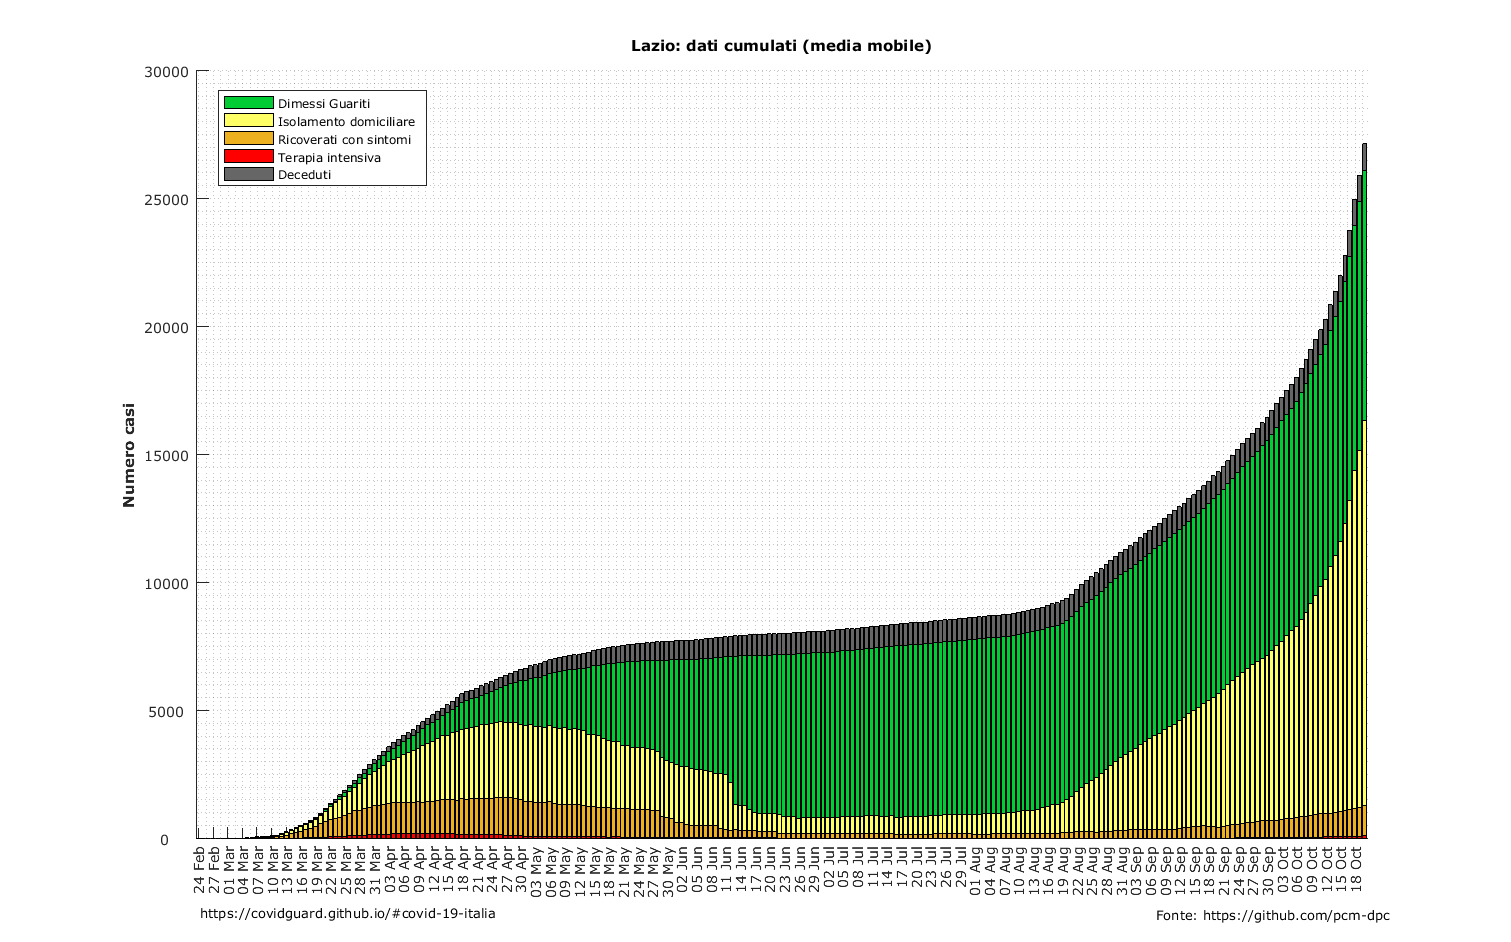 Lazio: dati cumulati (media mobile)
30000
25000
20000
15000
10000
5000
0
Numero casi
Dimessi Guariti
Isolamento domiciliare
Ricoverati con sintomi
Terapia intensiva
Deceduti
24 Feb
27 Feb
01 Mar
04 Mar
07 Mar
10 Mar
13 Mar
16 Mar
19 Mar
22 Mar
25 Mar
28 Mar
31 Mar
03 Apr
06 Apr
09 Apr
12 Apr
15 Apr
18 Apr
21 Apr
24 Apr
27 Apr
30 Apr
03 May
06 May
09 May
12 May
15 May
18 May
21 May
24 May
27 May
30 May
02 Jun
05 Jun
08 Jun
11 Jun
14 Jun
17 Jun
20 Jun
23 Jun
26 Jun
29 Jun
02 Jul
05 Jul
08 Jul
11 Jul
14 Jul
17 Jul
20 Jul
23 Jul
26 Jul
29 Jul
01 Aug
04 Aug
07 Aug
10 Aug
13 Aug
16 Aug
19 Aug
22 Aug
25 Aug
28 Aug
31 Aug
03 Sep
06 Sep
09 Sep
12 Sep
15 Sep
18 Sep
21 Sep
24 Sep
27 Sep
30 Sep
03 Oct
06 Oct
09 Oct
12 Oct
15 Oct
18 Oct
https://covidguard.github.io/#covid-19-italia
Fonte: https://github.com/pcm-dpc